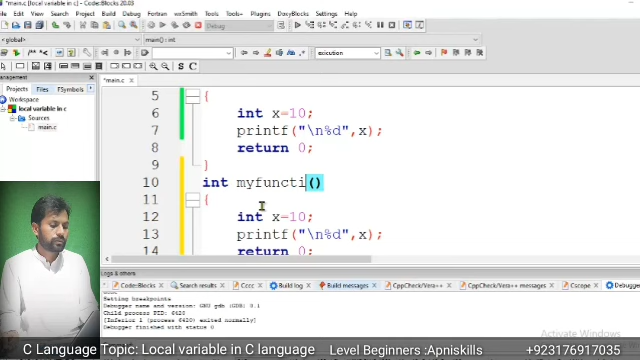 *main.c [local variable in c] - Code::Blocks 20.03
File Edit View Search Project Build Debug Fortran wxSmith Tools Tools+ Plugins DoxyBlocks Settings Help
Debug
<global>
main() : int
exicution
Management
Projects Files FSymbols
Workspace
local variable in c
Sources
main.c
*main.c
5 {
6 int x=10;
7 printf("\n%d",x);
8 return 0;
9 }
10 int myfuncti()
11 {
12 int x=10;
13 printf("\n%d",x);
14 return 0;
Logs & others
Code::Blocks Search results Cccc Build log Build messages CppCheck/Vera++ CppCheck/Vera++ messages Cscope Debugger
Setting breakpoints
Debugger name and version: GNU gdb (GDB) 8.1
Child process PID: 6420
[Inferior 1 (process 6420) exited normally]
Debugger finished with status 0
Activate Windows
C Language Topic: Local variable in C language Level Beginners :Apniskills +923176917035